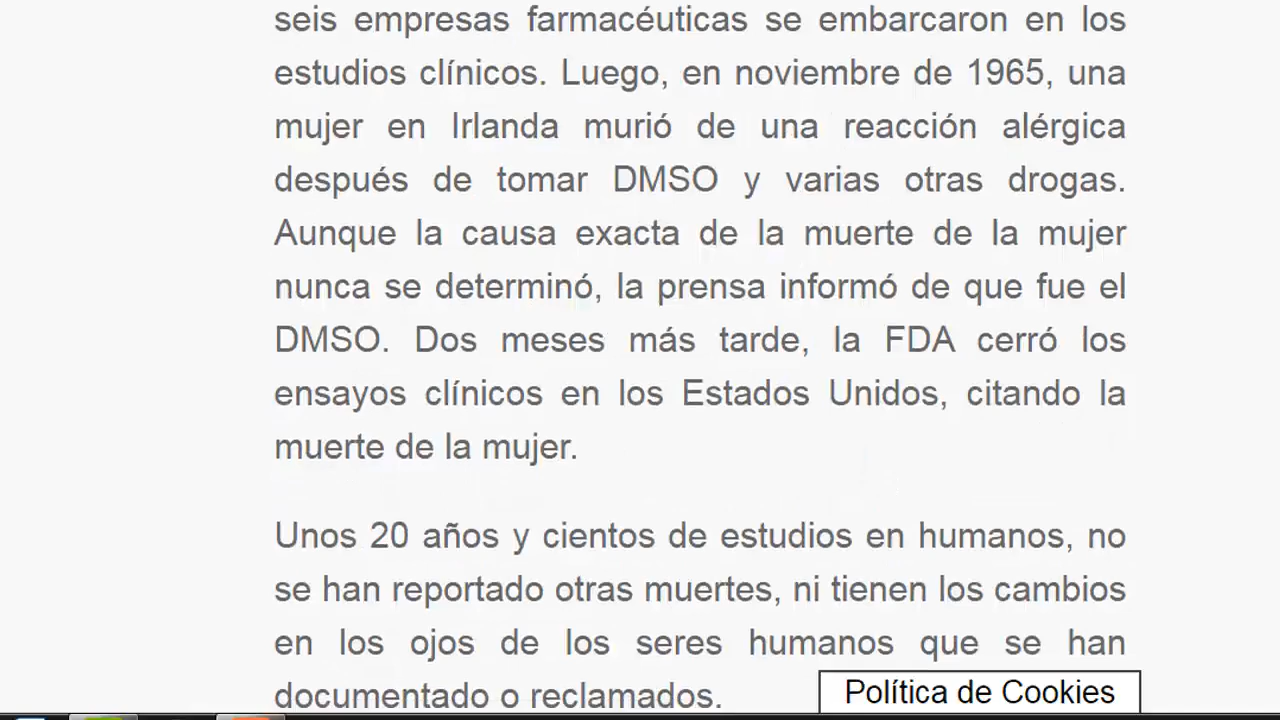 seis empresas farmacéuticas se embarcaron en los
estudios clínicos. Luego, en noviembre de 1965, una
mujer en Irlanda murió de una reacción alérgica
después de tomar DMSO y varias otras drogas.
Aunque la causa exacta de la muerte de la mujer
nunca se determinó, la prensa informó de que fue el
DMSO. Dos meses más tarde, la FDA cerró los
ensayos clínicos en los Estados Unidos, citando la
muerte de la mujer.
Unos 20 años y cientos de estudios en humanos, no
se han reportado otras muertes, ni tienen los cambios
en los ojos de los seres humanos que se han
documentado o reclamados.
Política de Cookies